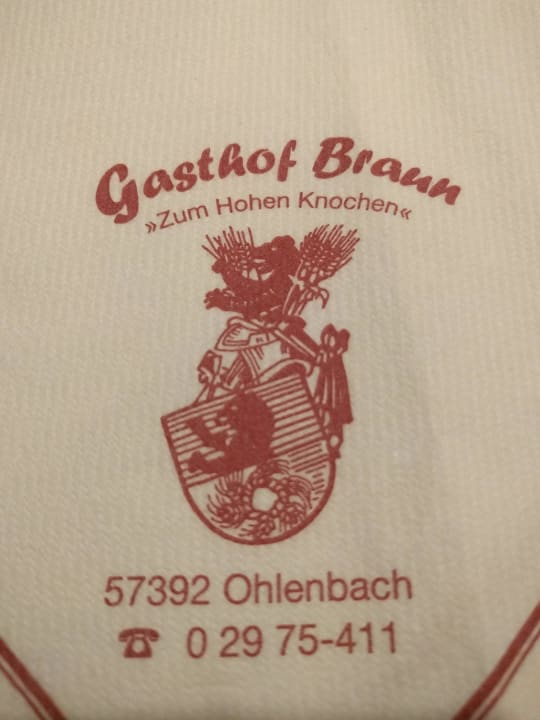 Gasthof Braun
»Zum Hohen Knochen«
57392 Ohlenbach
☎ 0 29 75-411